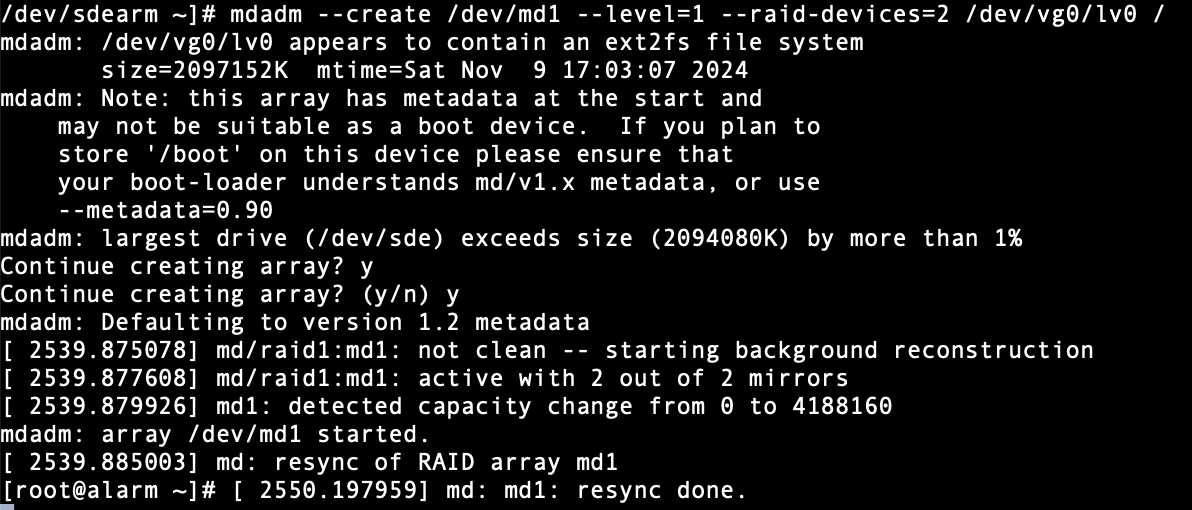 /dev/sdearm ~]# mdadm --create /dev/md1 --level=1 --raid-devices=2 /dev/vg0/lv0 /
mdadm: /dev/vg0/lv0 appears to contain an ext2fs file system
       size=2097152K  mtime=Sat Nov  9 17:03:07 2024
mdadm: Note: this array has metadata at the start and
    may not be suitable as a boot device.  If you plan to
    store '/boot' on this device please ensure that
    your boot-loader understands md/v1.x metadata, or use
    --metadata=0.90
mdadm: largest drive (/dev/sde) exceeds size (2094080K) by more than 1%
Continue creating array? y
Continue creating array? (y/n) y
mdadm: Defaulting to version 1.2 metadata
[ 2539.875078] md/raid1:md1: not clean -- starting background reconstruction
[ 2539.877608] md/raid1:md1: active with 2 out of 2 mirrors
[ 2539.879926] md1: detected capacity change from 0 to 4188160
mdadm: array /dev/md1 started.
[ 2539.885003] md: resync of RAID array md1
[root@alarm ~]# [ 2550.197959] md: md1: resync done.